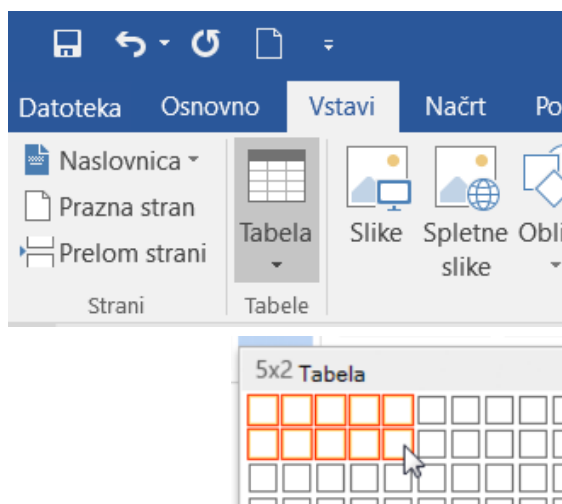 Datoteka Osnovno Vstavi Načrt Po
Naslovnica
Prazna stran
Prelom strani
Strani
Tabela
Tabele
Slike
Spletne
slike
Obli
5x2 Tabela